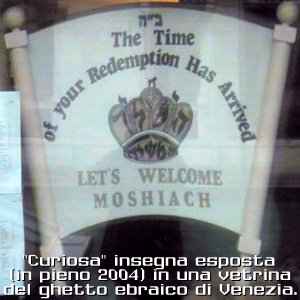 ב"ה
The Time
of your Redemption Has Arrived
LET'S WELCOME
MOSHIACH
"Curiosa" insegna esposta
(in pieno 2004) in una vetrina
del ghetto ebraico di Venezia.